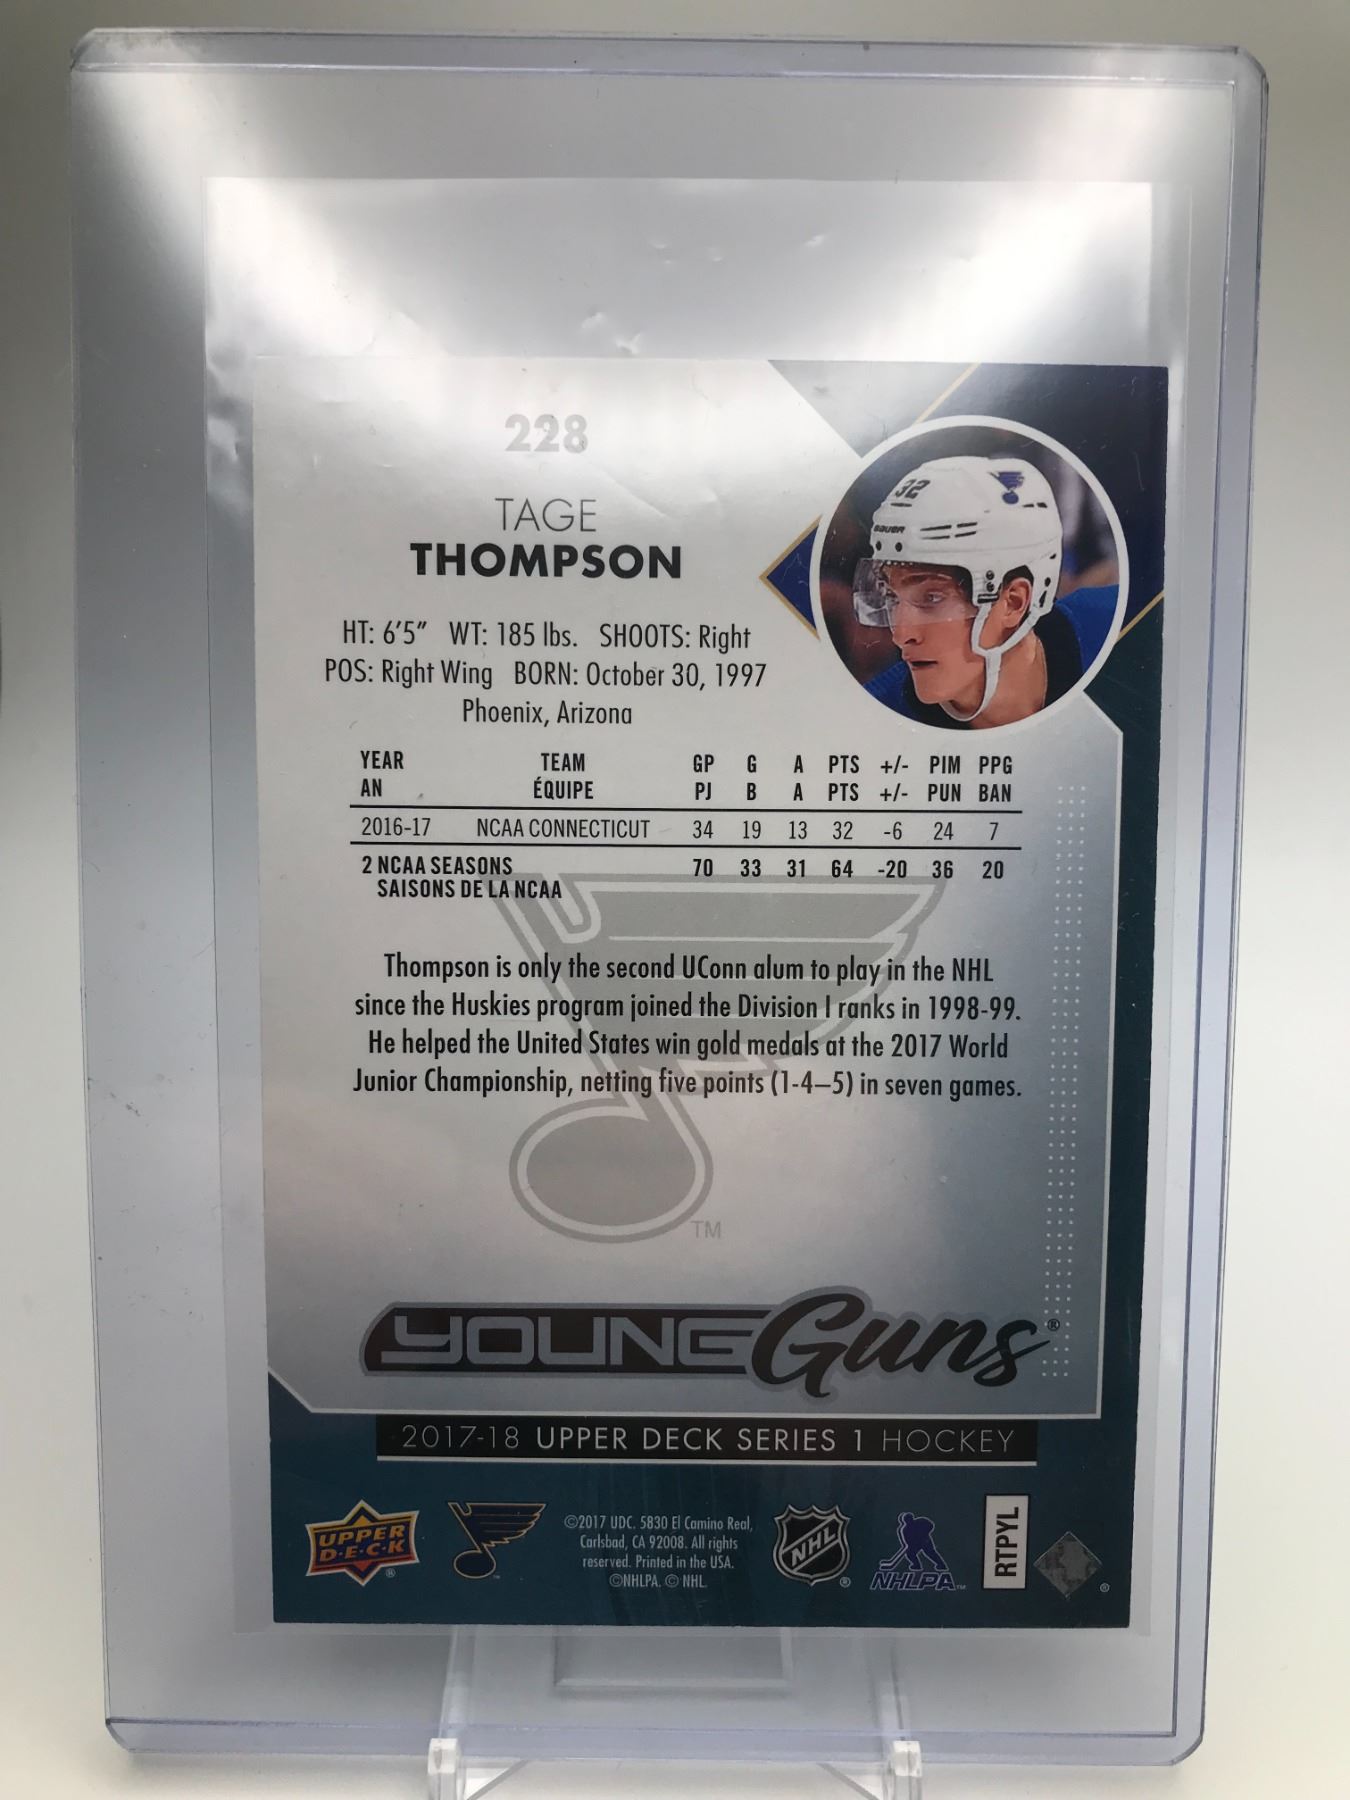 228
TAGE
THOMPSON
HT: 6'5" WT: 185 lbs. SHOOTS: Right
POS: Right Wing BORN: October 30, 1997
Phoenix, Arizona
YEAR TEAM GP G A PTS +/- PIM PPG
AN ÉQUIPE PJ B A PTS +/- PUN BAN
2016-17 NCAA CONNECTICUT 34 19 13 32 -6 24 7
2 NCAA SEASONS 70 33 31 64 -20 36 20
SAISONS DE LA NCAA
Thompson is only the second UConn alum to play in the NHL
since the Huskies program joined the Division I ranks in 1998-99.
He helped the United States win gold medals at the 2017 World
Junior Championship, netting five points (1-4–5) in seven games.
TM
YOUNG Guns®
2017-18 UPPER DECK SERIES 1 HOCKEY
UPPER
D·E·C·K
®
©2017 UDC. 5830 El Camino Real,
Carlsbad, CA 92008. All rights
reserved. Printed in the USA.
©NHLPA. © NHL.
NHL
®
NHLPA™
RTPYL
®
32
BAUER